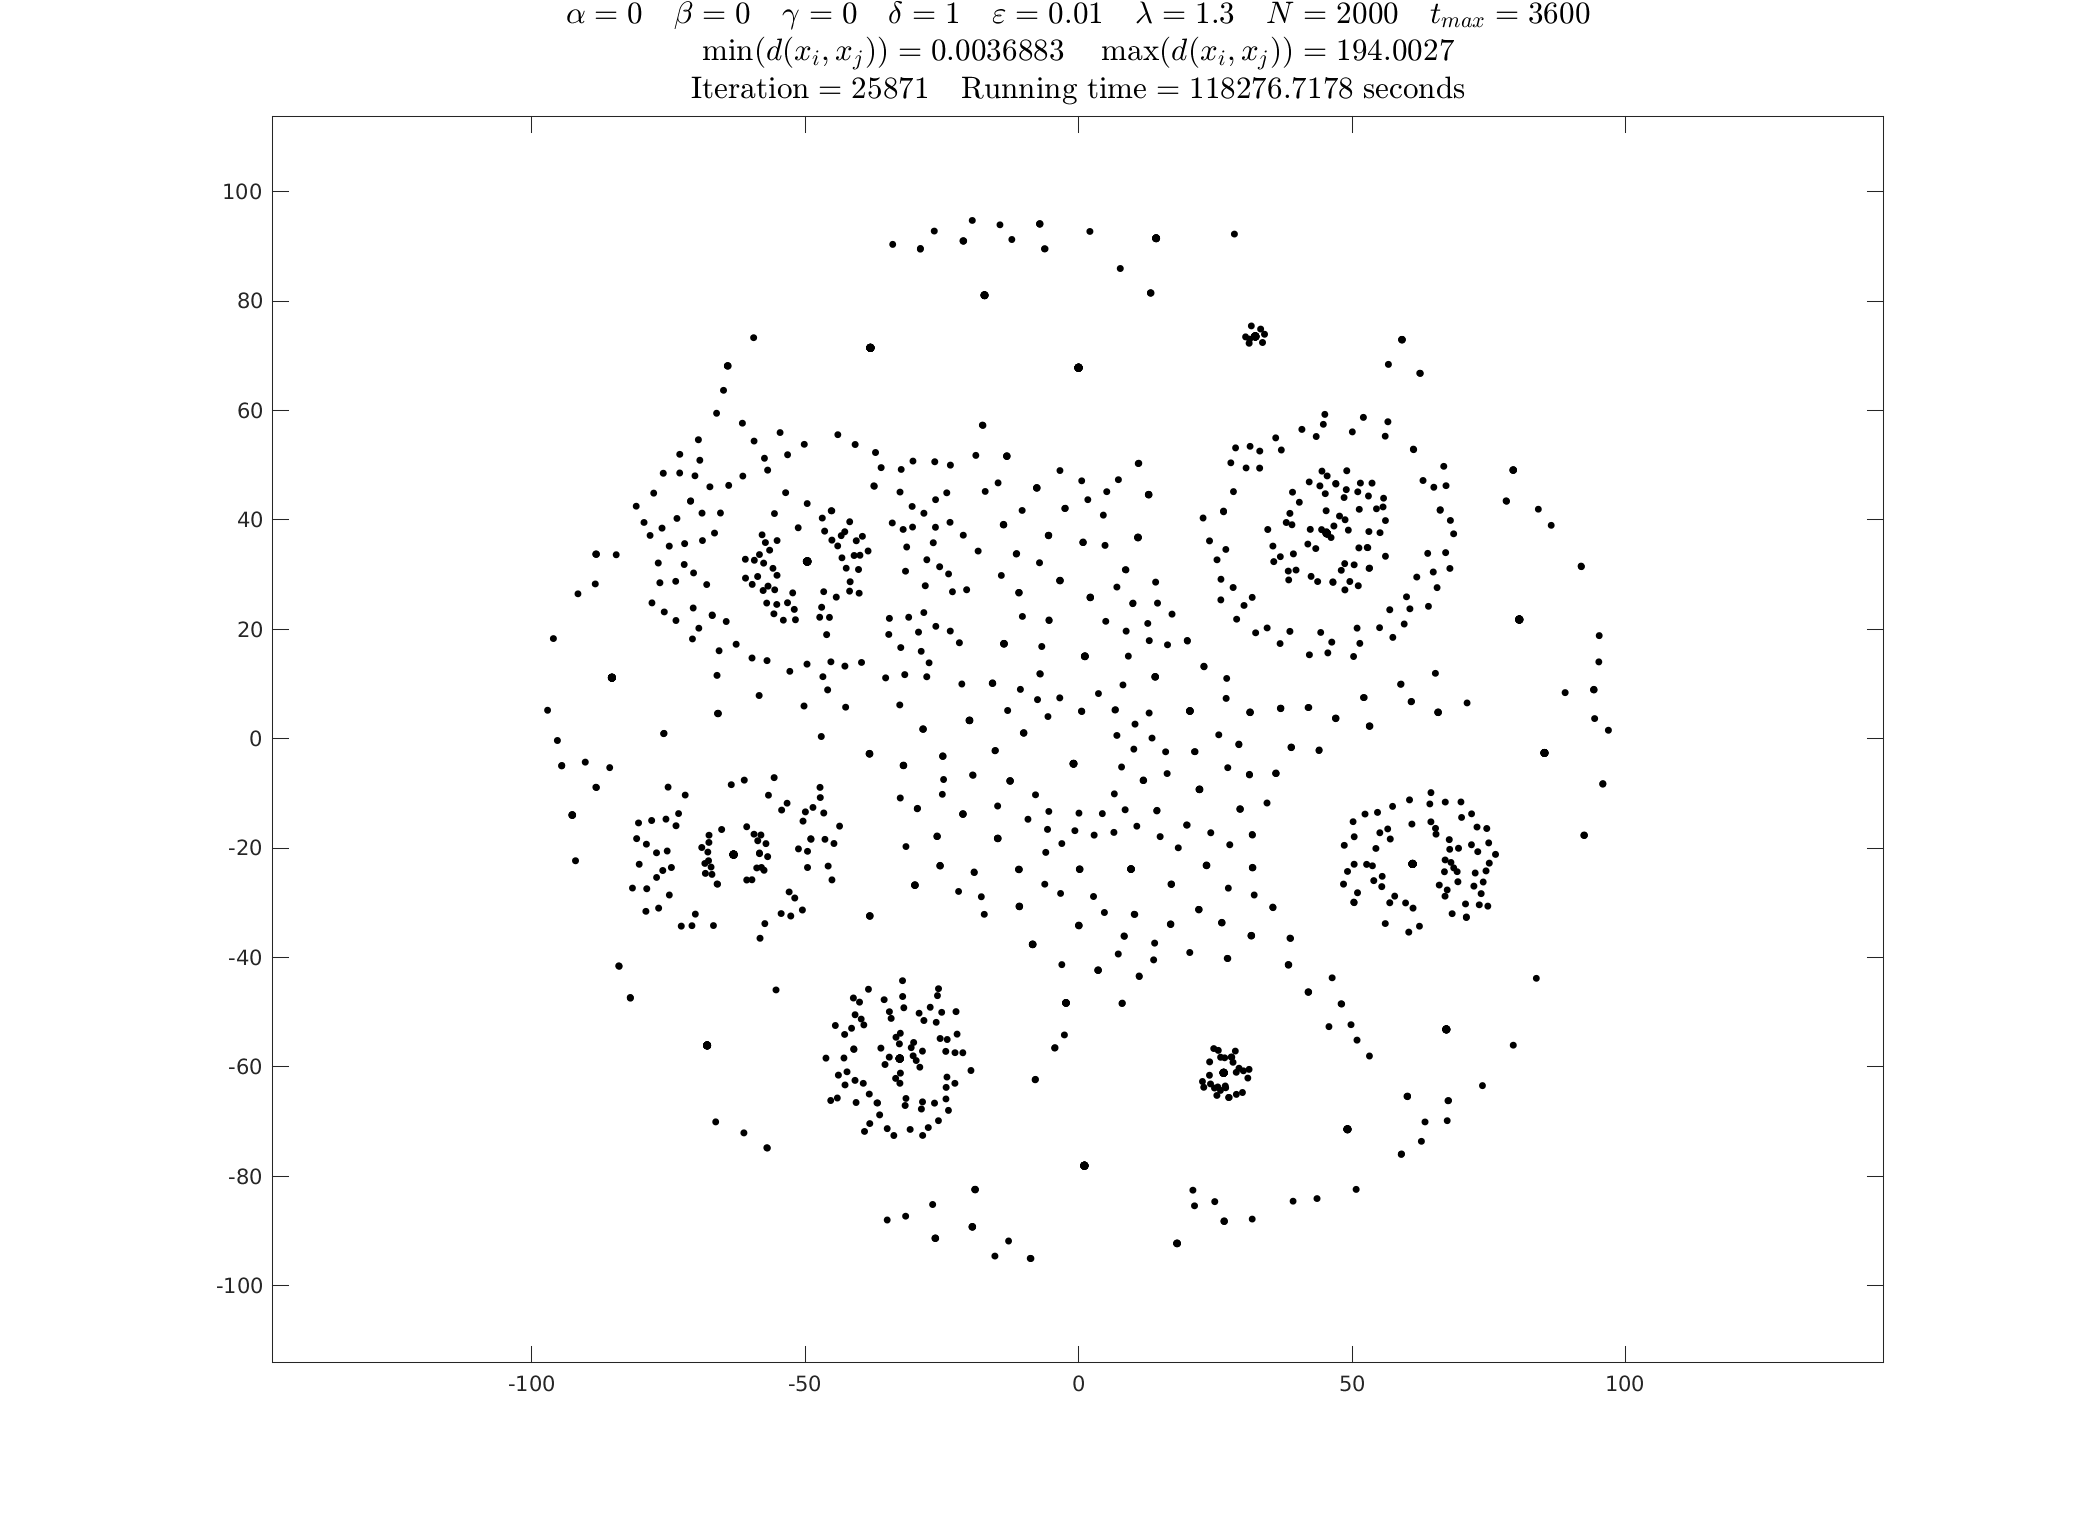 α = 0 β = 0 γ = 0 δ = 1 ε = 0.01 λ = 1.3 N = 2000 t_max = 3600
min(d(x_i, x_j)) = 0.0036883 max(d(x_i, x_j)) = 194.0027
Iteration = 25871 Running time = 118276.7178 seconds
100
80
60
40
20
0
-20
-40
-60
-80
-100
-100 -50 0 50 100